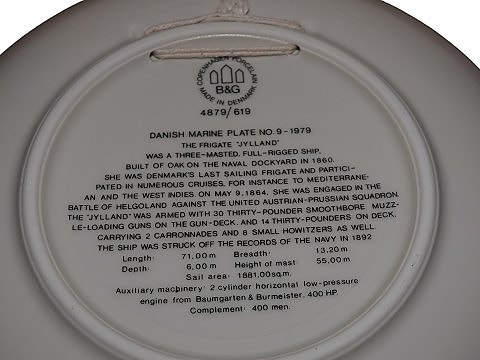 COPENHAGEN PORCELAIN
B&G
MADE IN DENMARK
4879/619
DANISH MARINE PLATE NO. 9-1979
THE FRIGATE "JYLLAND"
WAS A THREE-MASTED, FULL-RIGGED SHIP,
BUILT OF OAK ON THE NAVAL DOCKYARD IN 1860.
SHE WAS DENMARK'S LAST SAILING FRIGATE AND PARTICI-
PATED IN NUMEROUS CRUISES, FOR INSTANCE TO MEDITERRANE-
AN AND THE WEST INDIES. ON MAY 9, 1864, SHE WAS ENGAGED IN THE
BATTLE OF HELGOLAND AGAINST THE UNITED AUSTRIAN-PRUSSIAN SQUADRON.
THE "JYLLAND" WAS ARMED WITH 30 THIRTY-POUNDER SMOOTHBORE MUZZ-
LE-LOADING GUNS ON THE GUN-DECK, AND 14 THIRTY-POUNDERS ON DECK,
CARRYING 2 CARRONNADES AND 8 SMALL HOWITZERS AS WELL.
THE SHIP WAS STRUCK OFF THE RECORDS OF THE NAVY IN 1892
Length: 71,00 m Breadth: 13,20 m
Depth: 6,00 m Height of mast: 55,00 m
Sail area: 1881,00 sq.m.
Auxiliary machinery: 2 cylinder horizontal low-pressure
engine from Baumgarten & Burmeister, 400 HP.
Complement: 400 men.